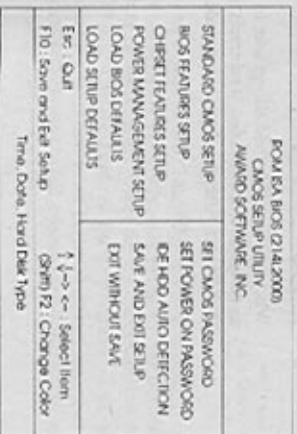 ROM ISA BIOS (214L2000)
CMOS SETUP UTILITY
AWARD SOFTWARE, INC.
STANDARD CMOS SETUP
BIOS FEATURES SETUP
CHIPSET FEATURES SETUP
POWER MANAGEMENT SETUP
LOAD BIOS DEFAULTS
LOAD SETUP DEFAULTS
SET CMOS PASSWORD
SET POWER ON PASSWORD
IDE HDD AUTO DETECTION
SAVE AND EXIT SETUP
EXIT WITHOUT SAVE
Esc : Quit
F10 : Save and Exit Setup
↑ ↓ -> <- : Select Item
(Shift) F2 : Change Color
Time, Date, Hard Disk Type